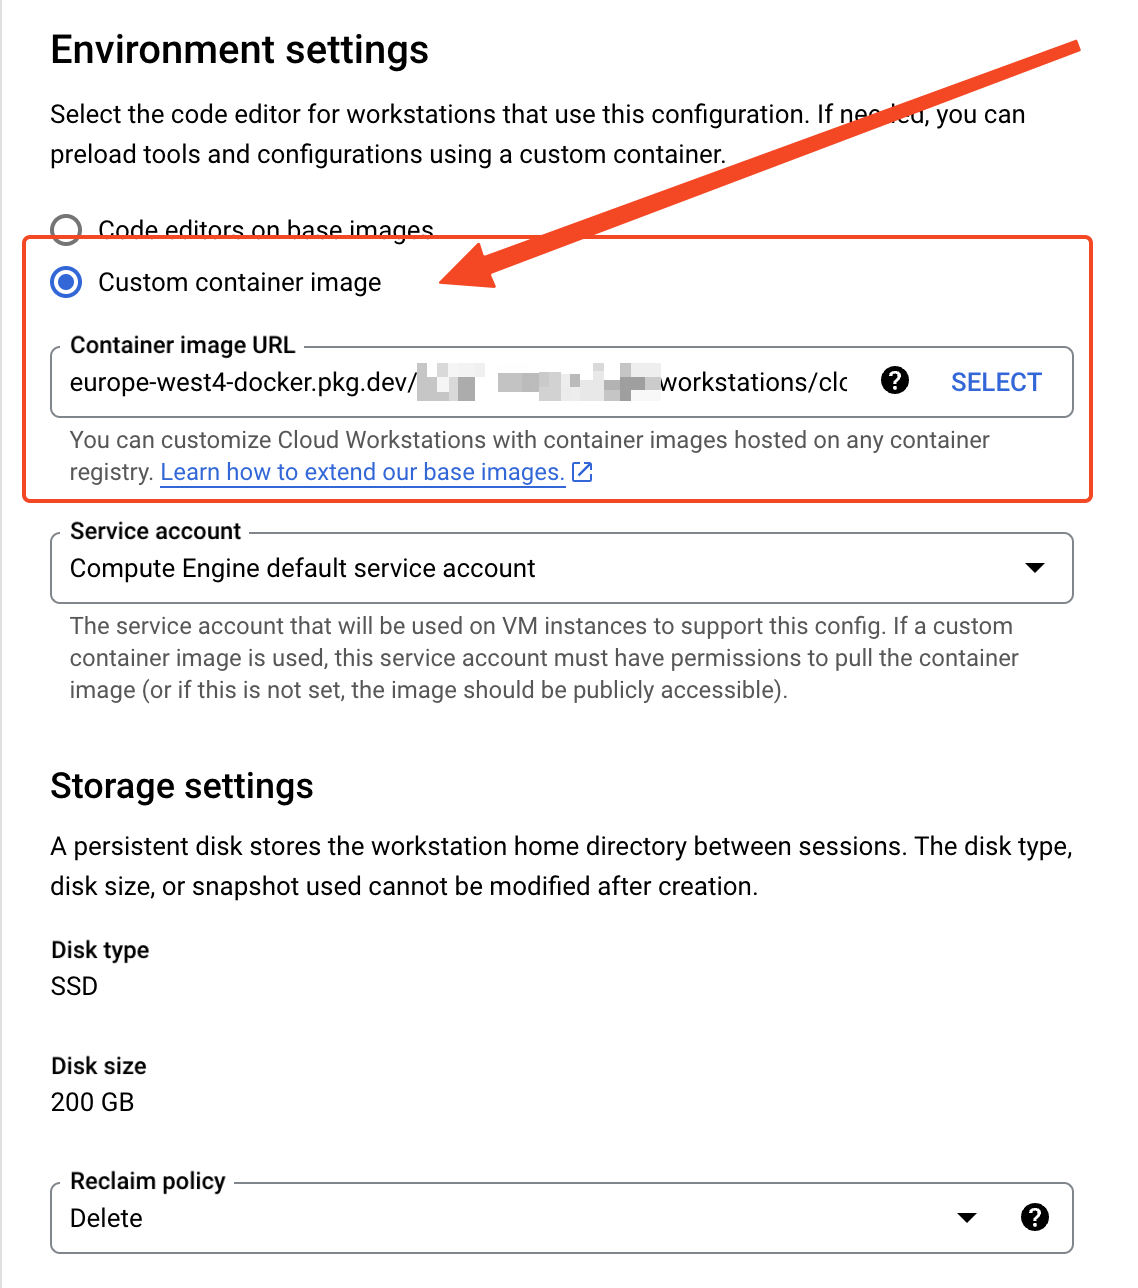 Environment settings
Select the code editor for workstations that use this configuration. If needed, you can
preload tools and configurations using a custom container.
Code editors on base images
Custom container image
Container image URL
europe-west4-docker.pkg.dev/ workstations/clo
SELECT
You can customize Cloud Workstations with container images hosted on any container
registry. Learn how to extend our base images.
Service account
Compute Engine default service account
The service account that will be used on VM instances to support this config. If a custom
container image is used, this service account must have permissions to pull the container
image (or if this is not set, the image should be publicly accessible).
Storage settings
A persistent disk stores the workstation home directory between sessions. The disk type,
disk size, or snapshot used cannot be modified after creation.
Disk type
SSD
Disk size
200 GB
Reclaim policy
Delete